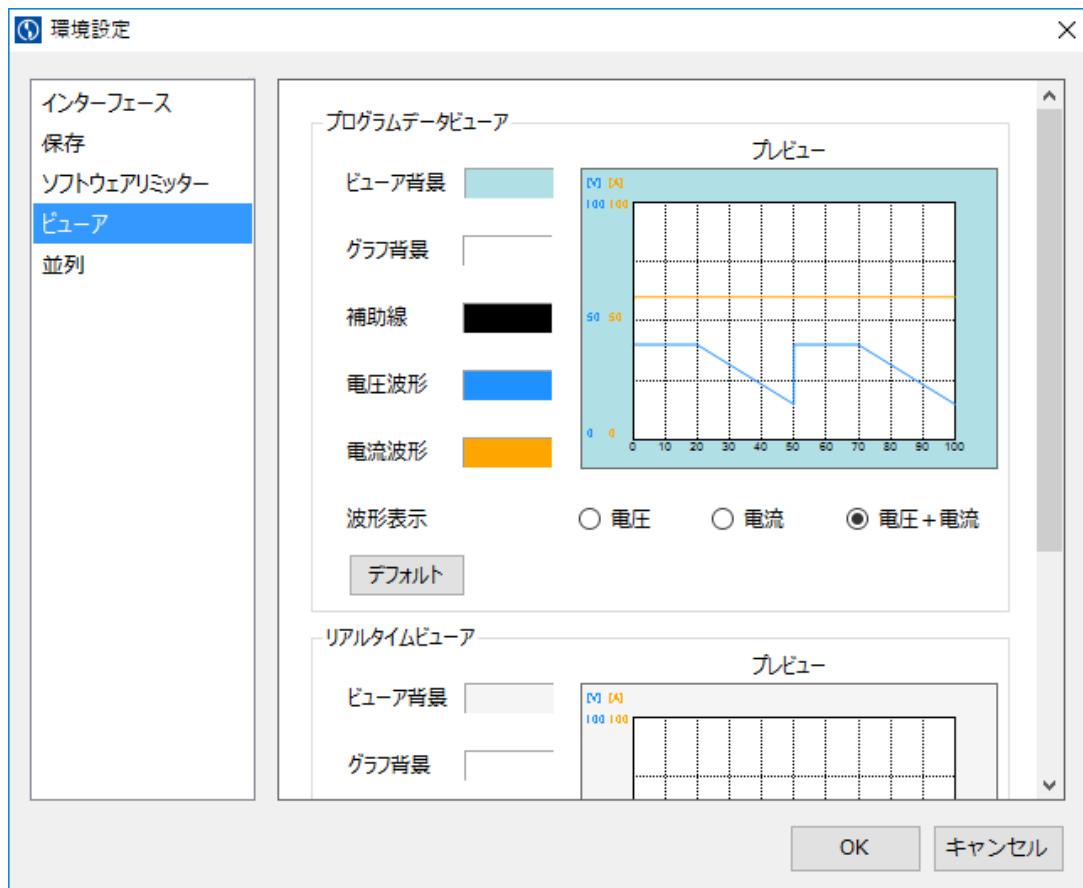 環境設定
インターフェース
保存
ソフトウェアリミッター
ビューア
並列
プログラムデータビューア
プレビュー
ビューア背景
グラフ背景
補助線
電圧波形
電流波形
[V] [A]
100 100
50 50
0 0
0 10 20 30 40 50 60 70 80 90 100
波形表示
電圧 電流 電圧+電流
デフォルト
リアルタイムビューア
プレビュー
ビューア背景
グラフ背景
[V] [A]
100 100
OK キャンセル